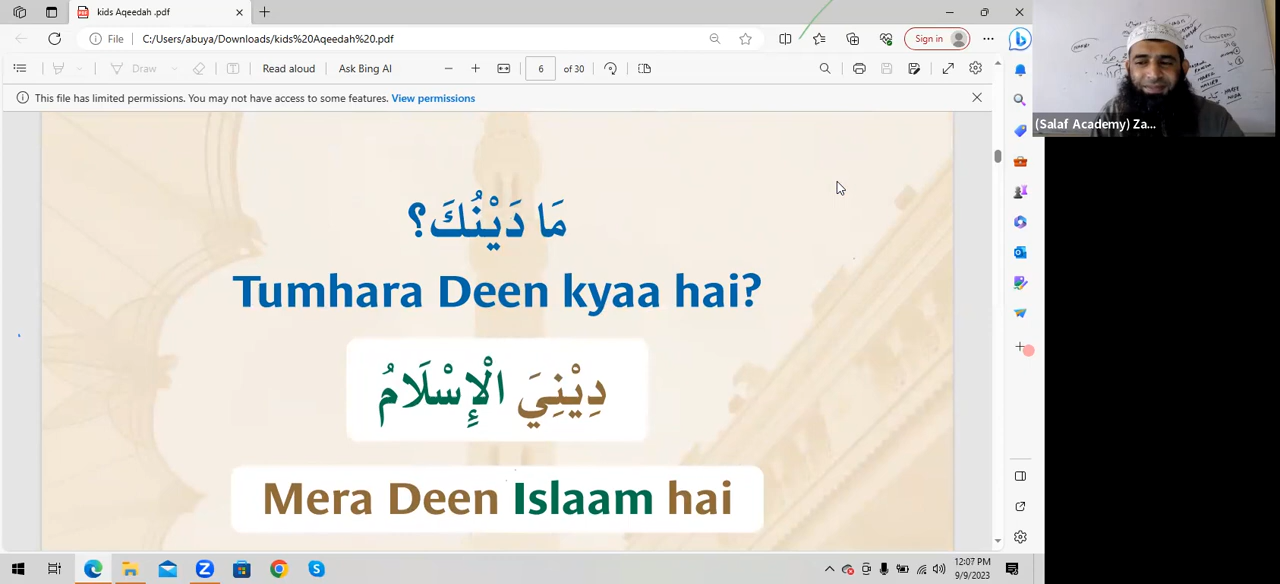 kids Aqeedah .pdf
File
C:/Users/abuya/Downloads/kids%20Aqeedah%20.pdf
Sign in
Draw
Read aloud
Ask Bing AI
6
of 30
This file has limited permissions. You may not have access to some features. View permissions
مَا دَيْنُكَ؟
Tumhara Deen kyaa hai?
دِيْنِيَ الْإِسْلَامُ
Mera Deen Islaam hai
(Salaf Academy) Za...
12:07 PM
9/9/2023